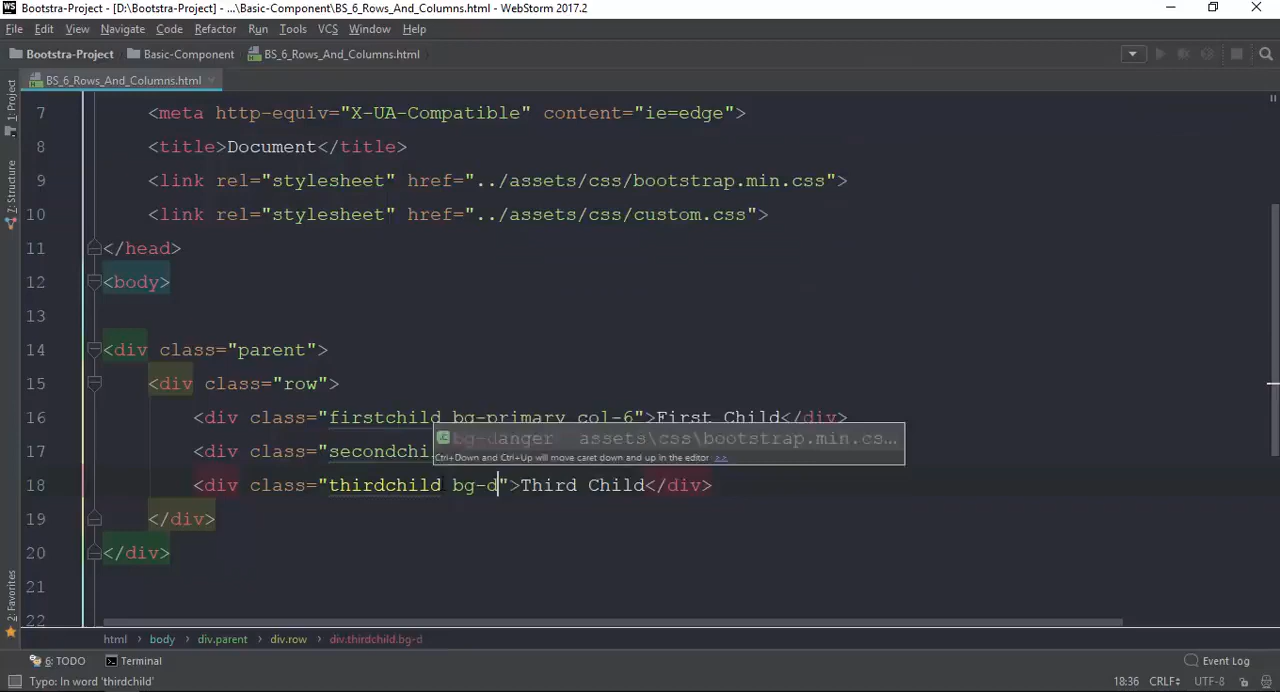 Bootstra-Project - [D:\Bootstra-Project] - ...\Basic-Component\BS_6_Rows_And_Columns.html - WebStorm 2017.2
File Edit View Navigate Code Refactor Run Tools VCS Window Help
Bootstra-Project Basic-Component BS_6_Rows_And_Columns.html
BS_6_Rows_And_Columns.html
1: Project
7: Structure
2: Favorites
7 <meta http-equiv="X-UA-Compatible" content="ie=edge">
8 <title>Document</title>
9 <link rel="stylesheet" href="../assets/css/bootstrap.min.css">
10 <link rel="stylesheet" href="../assets/css/custom.css">
11 </head>
12 <body>
13
14 <div class="parent">
15 <div class="row">
16 <div class="firstchild bg-primary col-6">First Child</div>
bg-danger assets\css\bootstrap.min.cs...
17 <div class="secondchi
Ctrl+Down and Ctrl+Up will move caret down and up in the editor >>
18 <div class="thirdchild bg-d">Third Child</div>
19 </div>
20 </div>
21
22
html body div.parent div.row div.thirdchild.bg-d
6: TODO Terminal Event Log
Typo: In word 'thirdchild' 18:36 CRLF UTF-8